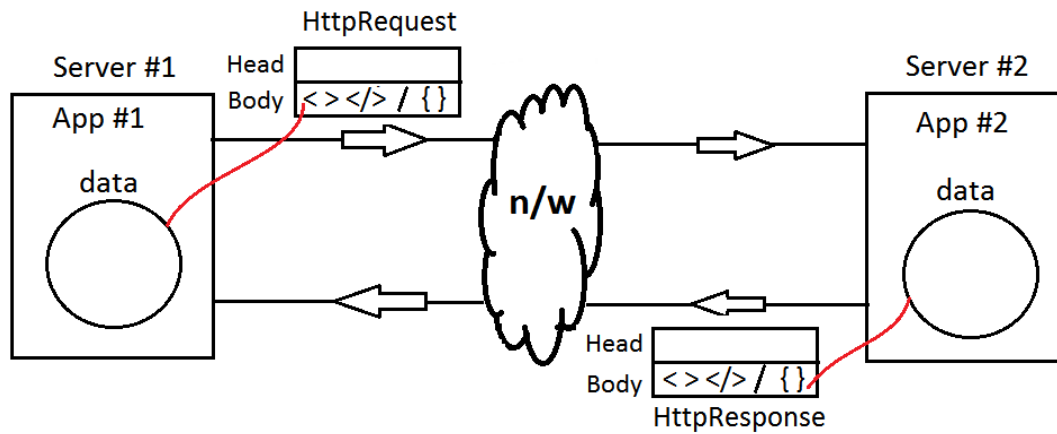 HttpRequest
Head
Body < > </> / { }
Server #1
App #1
data
n/w
Server #2
App #2
data
Head
Body < > </> / { }
HttpResponse